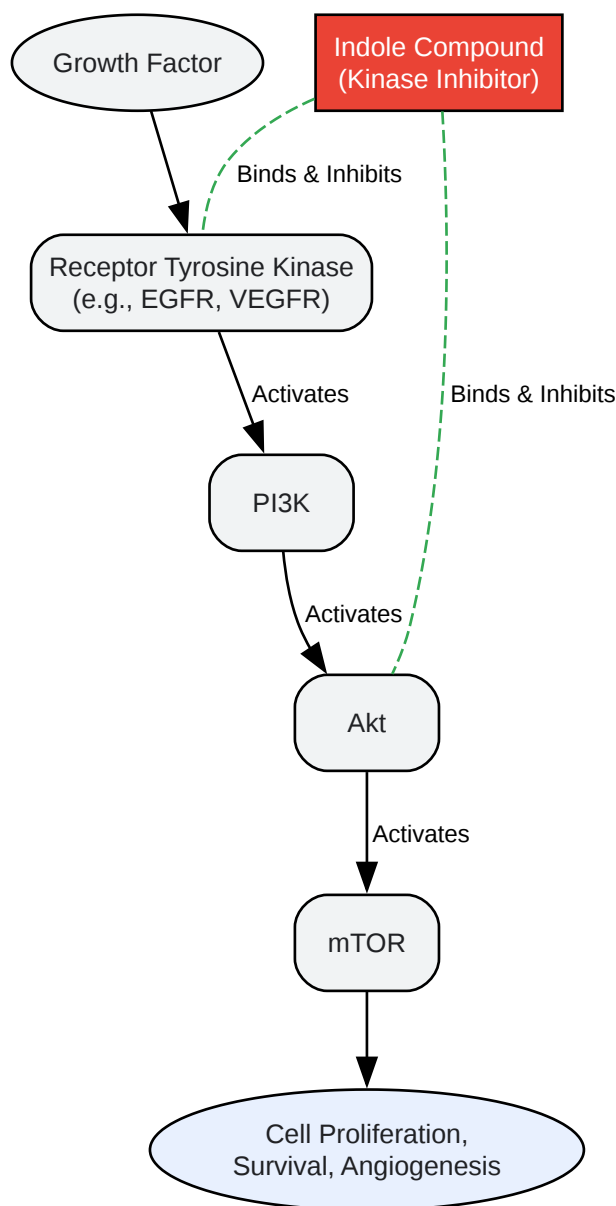 Growth Factor
Indole Compound
(Kinase Inhibitor)
Binds & Inhibits
Receptor Tyrosine Kinase
(e.g., EGFR, VEGFR)
Activates
Binds & Inhibits
PI3K
Activates
Akt
Activates
mTOR
Cell Proliferation,
Survival, Angiogenesis